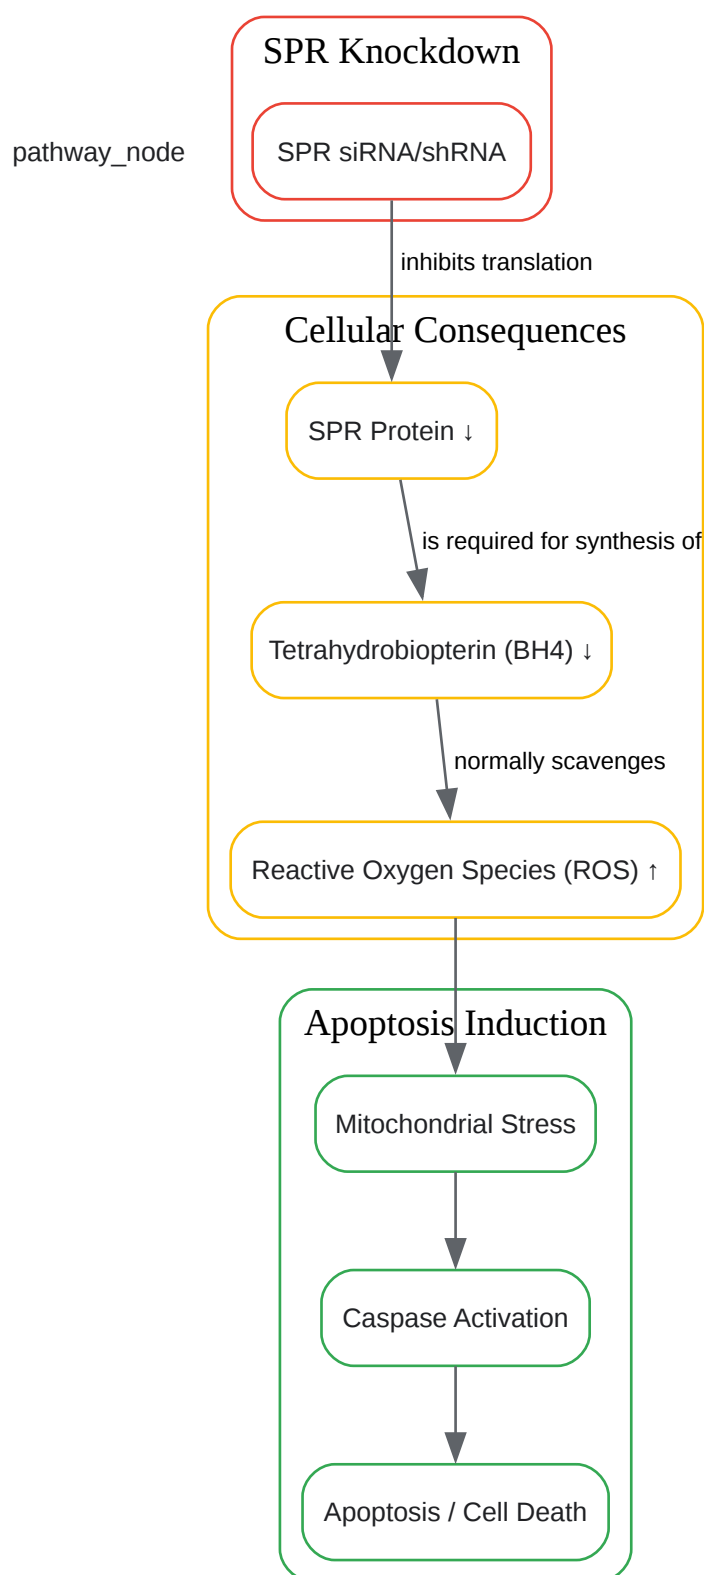 SPR Knockdown
pathway_node
SPR siRNA/shRNA
inhibits translation
Cellular Consequences
SPR Protein ↓
is required for synthesis of
Tetrahydrobiopterin (BH4) ↓
normally scavenges
Reactive Oxygen Species (ROS) ↑
Apoptosis Induction
Mitochondrial Stress
Caspase Activation
Apoptosis / Cell Death